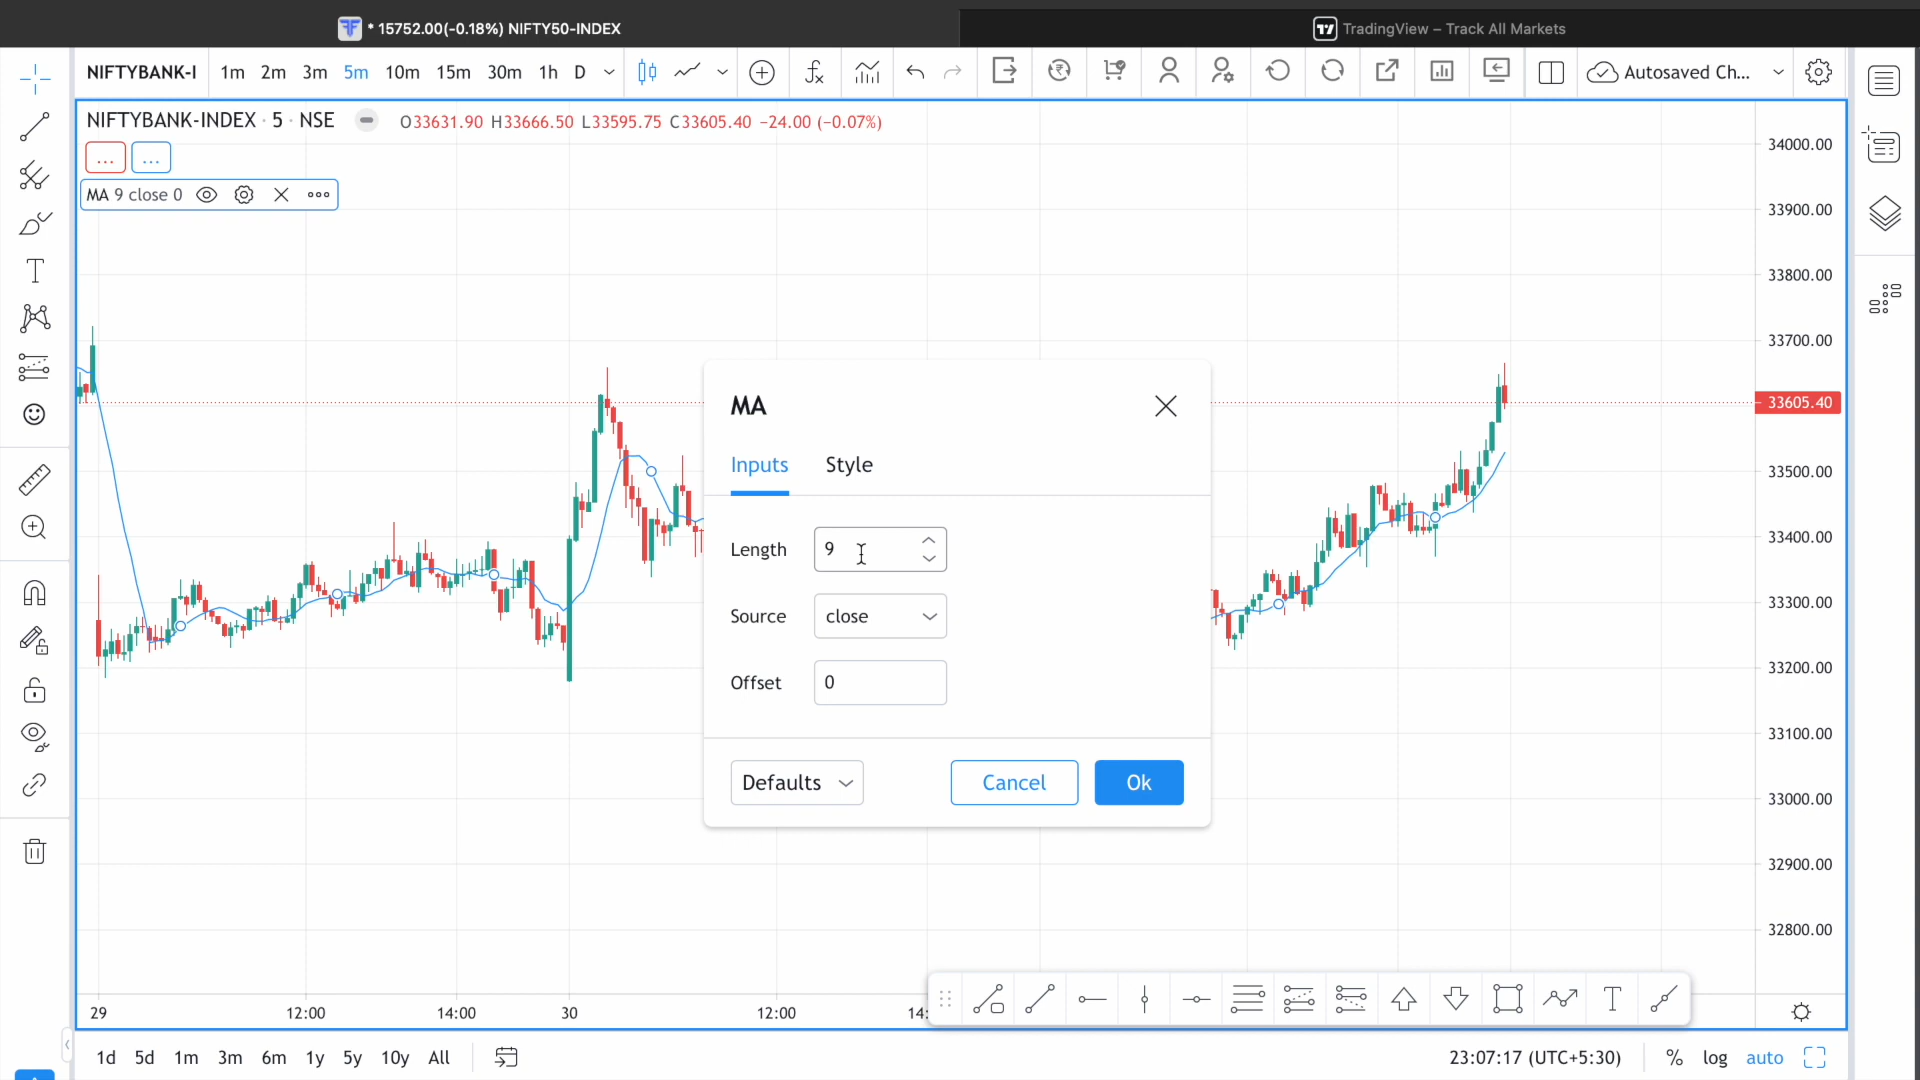 * 15752.00(-0.18%) NIFTY50-INDEX
TradingView – Track All Markets
NIFTYBANK-I 1m 2m 3m 5m 10m 15m 30m 1h D
Autosaved Ch...
NIFTYBANK-INDEX · 5 · NSE O33631.90 H33666.50 L33595.75 C33605.40 −24.00 (−0.07%)
... ...
MA 9 close 0
34000.00
33900.00
33800.00
33700.00
33605.40
33500.00
33400.00
33300.00
33200.00
33100.00
33000.00
32900.00
32800.00
MA
Inputs Style
Length 9
Source close
Offset 0
Defaults Cancel Ok
29 12:00 14:00 30 12:00 14:
1d 5d 1m 3m 6m 1y 5y 10y All
23:07:17 (UTC+5:30) % log auto